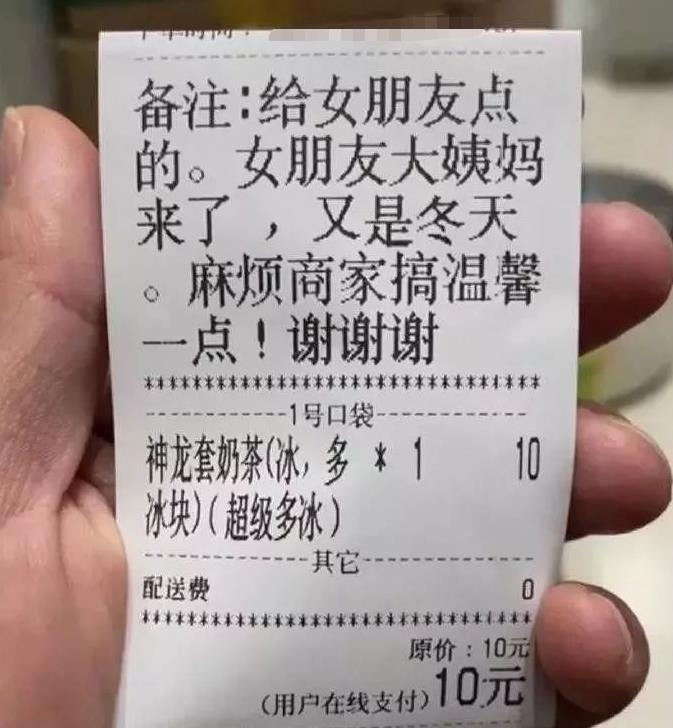 备注:给女朋友点
的。女朋友大姨妈
来了，又是冬天
。麻烦商家搞温馨
一点！谢谢谢
*********************************
------------1号口袋-------------
神龙套奶茶(冰,多 * 1 10
冰块)(超级多冰)
---------------其它---------------
配送费 0
*********************************
原价：10元
(用户在线支付)10元